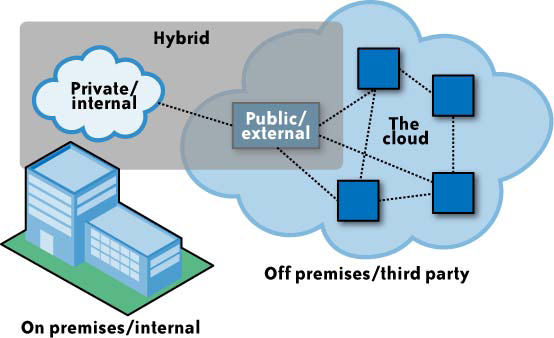 Hybrid
Private/
internal
Public/
external
The
cloud
Off premises/third party
On premises/internal